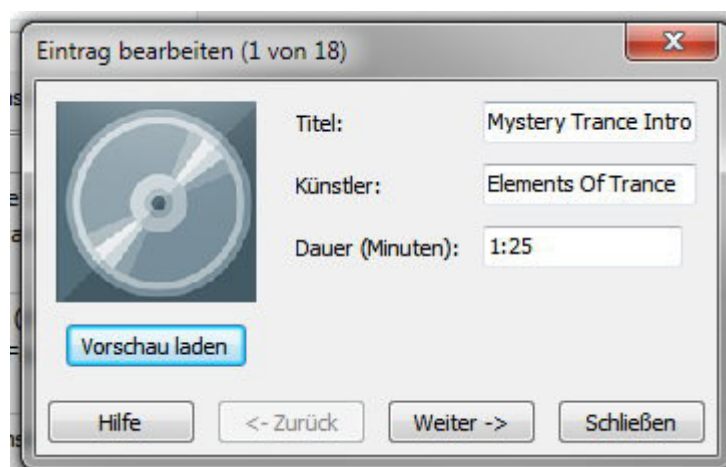 Eintrag bearbeiten (1 von 18)
Titel: Mystery Trance Intro
Künstler: Elements Of Trance
Dauer (Minuten): 1:25
Vorschau laden
Hilfe <- Zurück Weiter -> Schließen